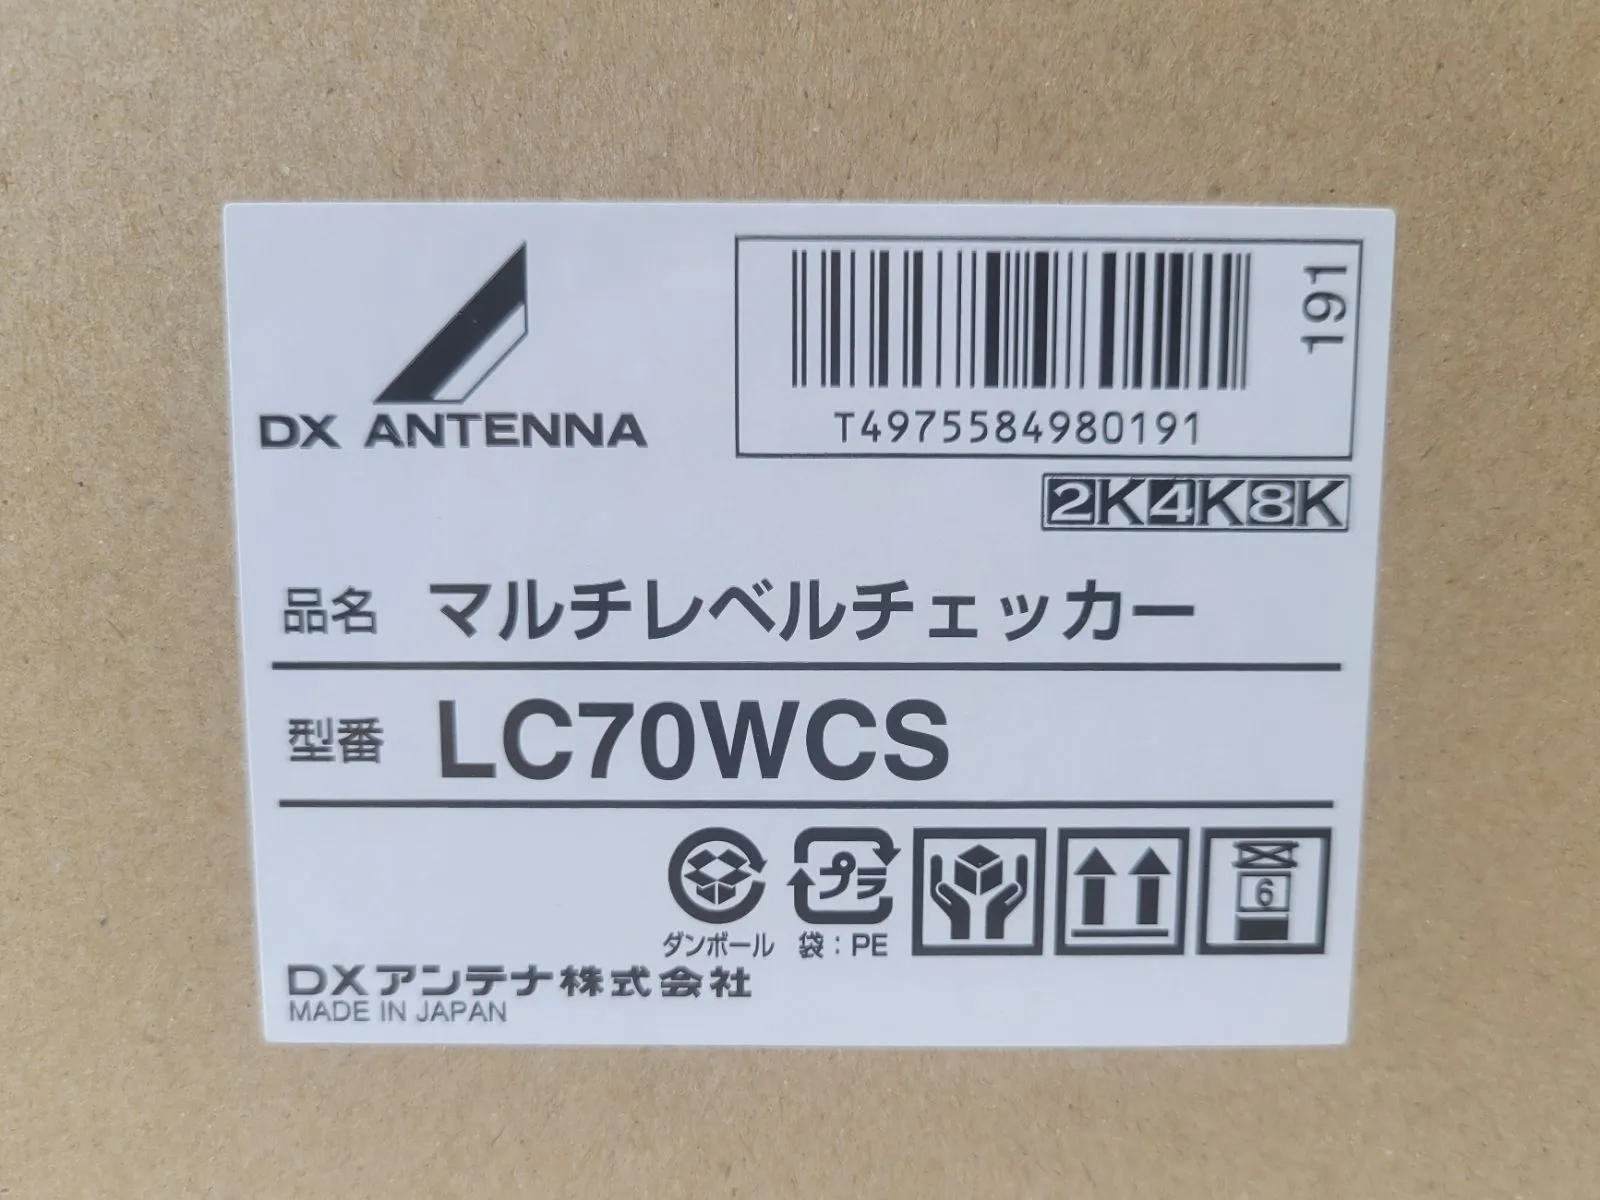 DX ANTENNA
T4975584980191
191
2K4K8K
品名 マルチレベルチェッカー
型番 LC70WCS
プラ
6
ダンボール 袋：PE
DXアンテナ株式会社
MADE IN JAPAN